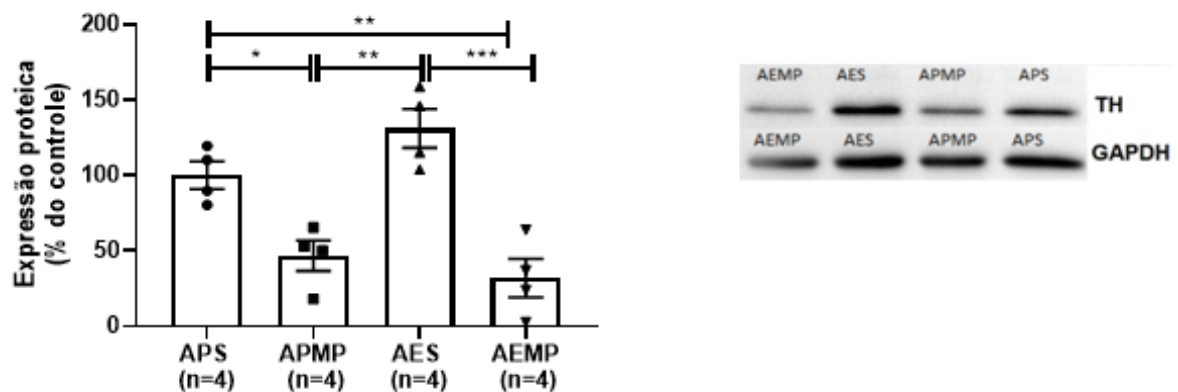 Expressão proteica
(% do controle)
200
150
100
50
0
**
*
**
***
APS
(n=4)
APMP
(n=4)
AES
(n=4)
AEMP
(n=4)
AEMP AES APMP APS
TH
AEMP AES APMP APS
GAPDH